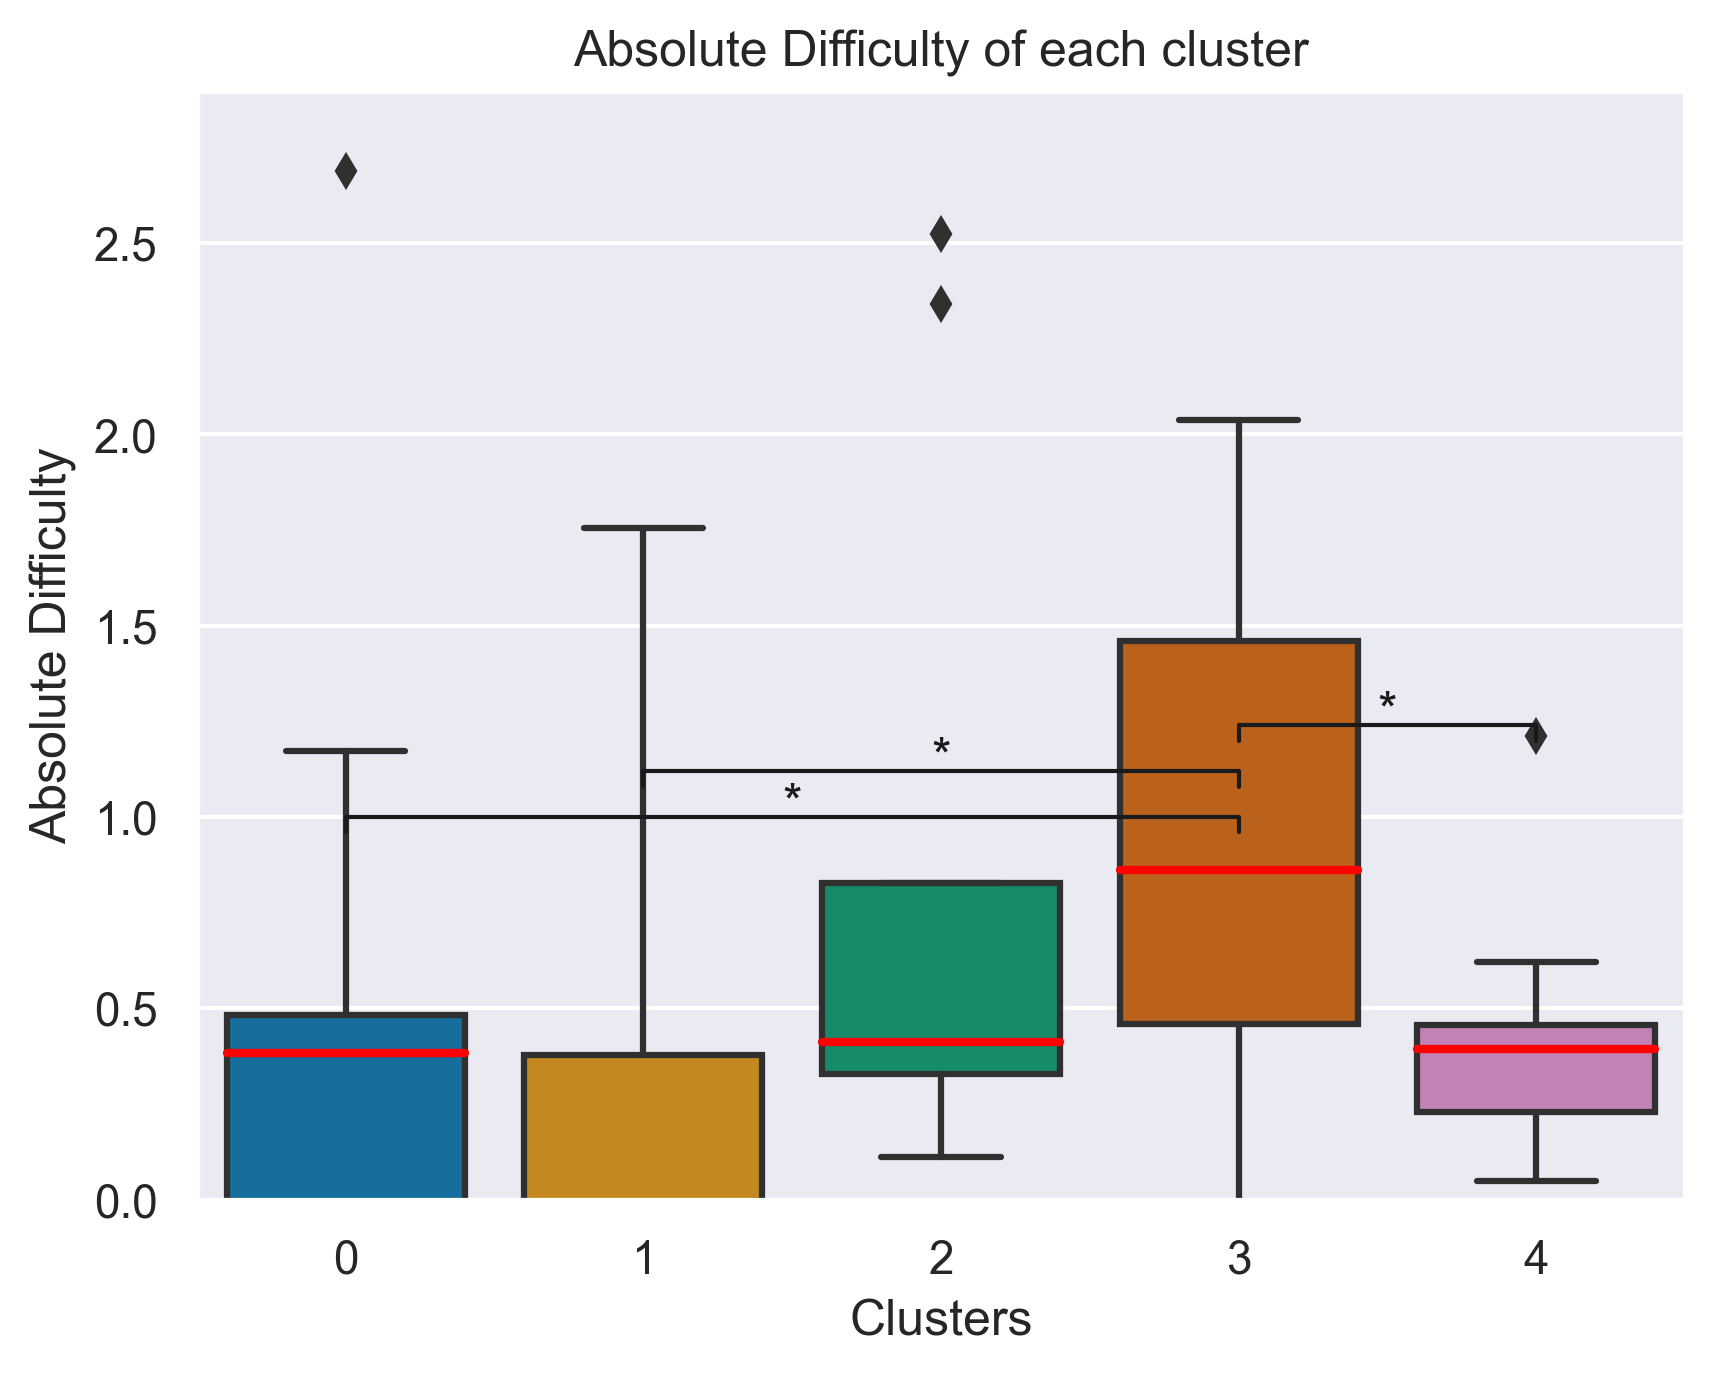 Absolute Difficulty of each cluster
Absolute Difficulty
2.5
2.0
1.5
1.0
0.5
0.0
*
*
*
0 1 2 3 4
Clusters